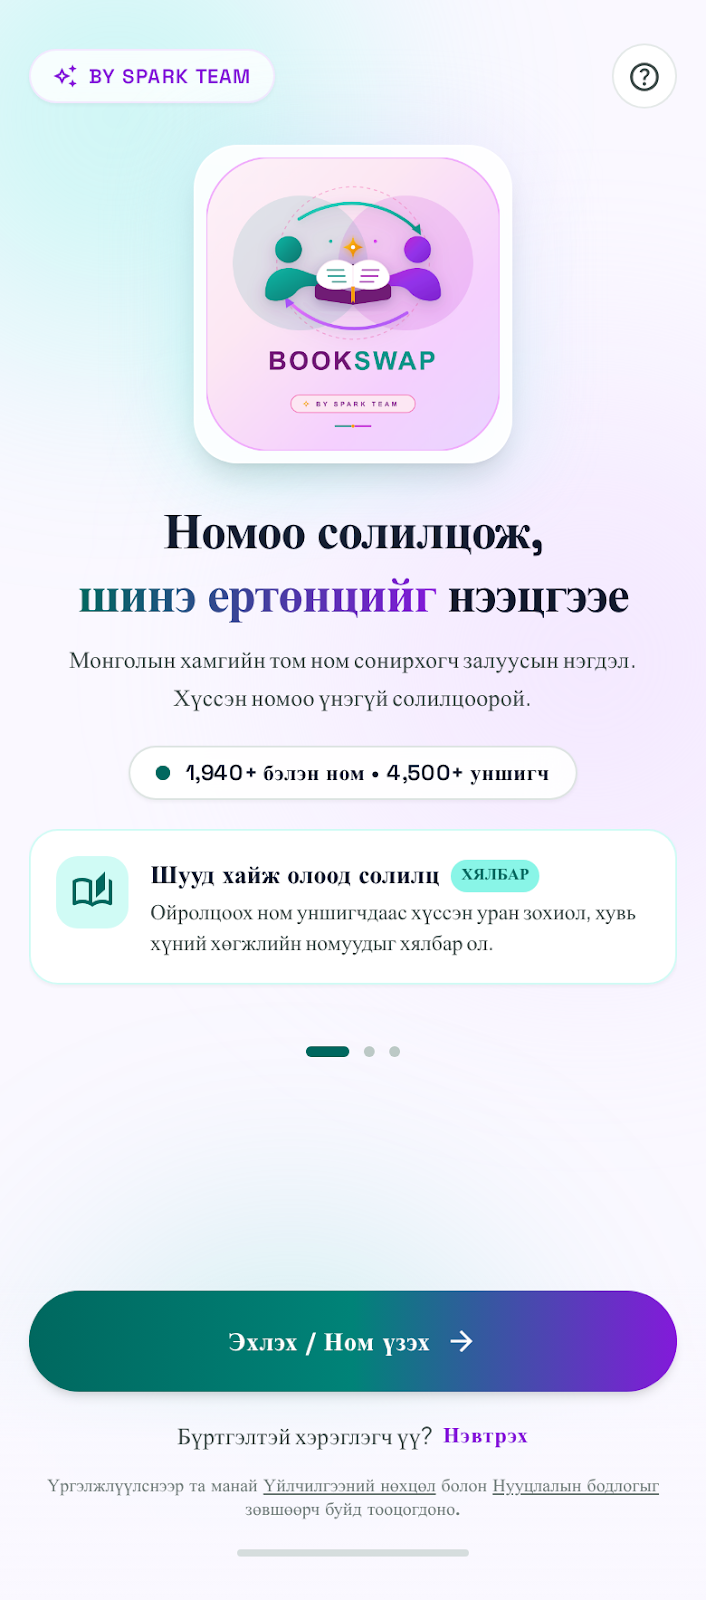 BY SPARK TEAM
BOOKSWAP
BY SPARK TEAM
Номоо солилцож,
шинэ ертөнцийг нээцгээе
Монголын хамгийн том ном сонирхогч залуусын нэгдэл.
Хүссэн номоо үнэгүй солилцоорой.
1,940+ бэлэн ном • 4,500+ уншигч
Шууд хайж олоод солилц ХЯЛБАР
Ойролцоох ном уншигчдаас хүссэн уран зохиол, хувь
хүний хөгжлийн номуудыг хялбар ол.
Эхлэх / Ном үзэх →
Бүртгэлтэй хэрэглэгч үү? Нэвтрэх
Үргэлжлүүлснээр та манай Үйлчилгээний нөхцөл болон Нууцлалын бодлогыг
зөвшөөрч буйд тооцогдоно.